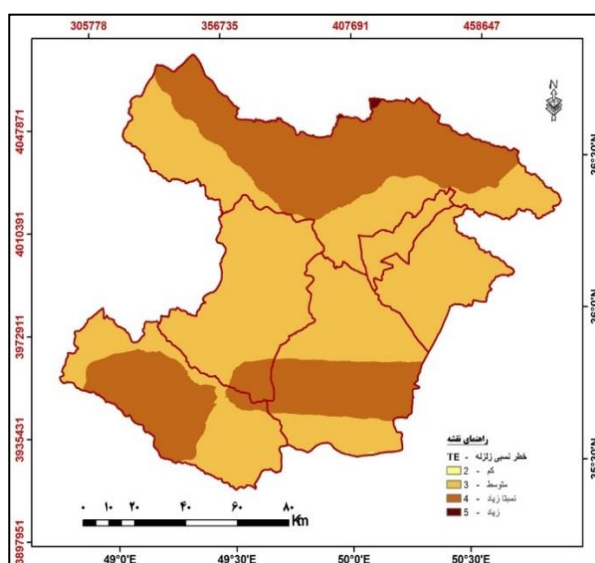 305778 356735 407691 458647
N
4047871
36°30'N
4010391
36°0'N
3972911
3935431
35°30'N
3897951
راهنمای نقشه
خطر نسبی زلزله - TE
2 - کم
3 - متوسط
4 - نسبتا زیاد
5 - زیاد
۰ ۱۰ ۲۰ ۴۰ ۶۰ ۸۰
Km
49°0'E 49°30'E 50°0'E 50°30'E